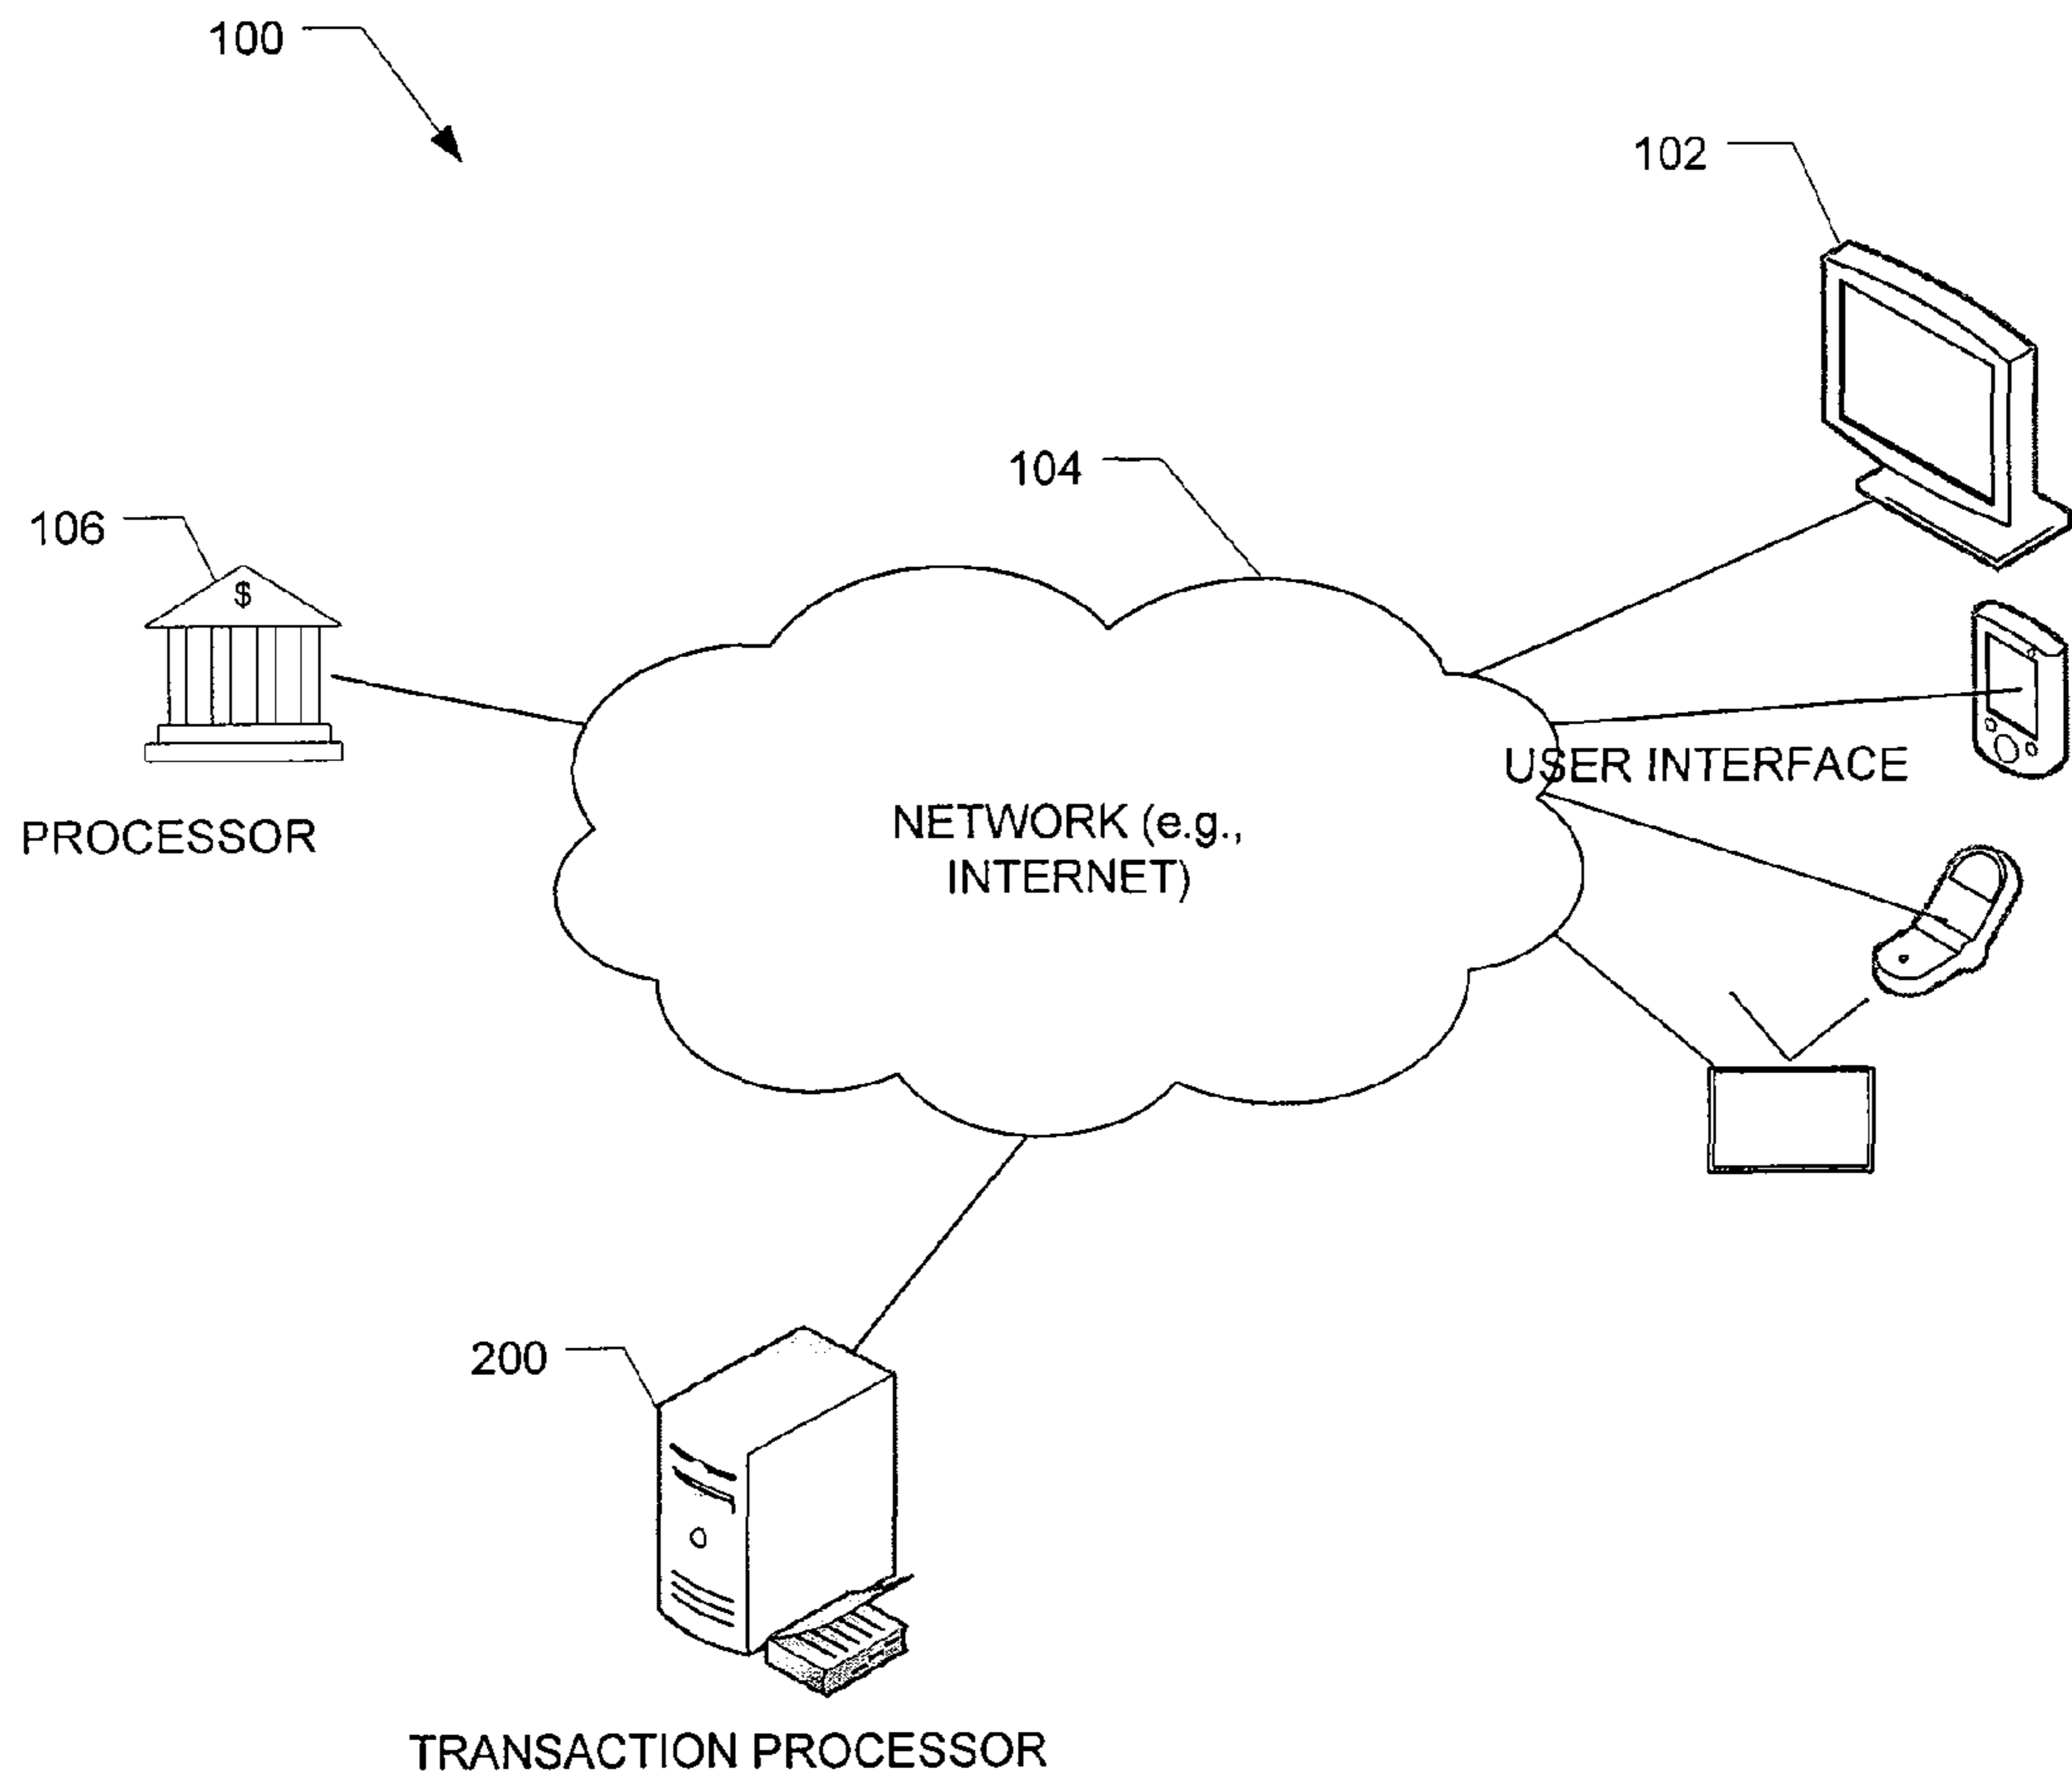 100
102
104
106
$
USER INTERFACE
PROCESSOR
NETWORK (e.g.,
INTERNET)
200
TRANSACTION PROCESSOR